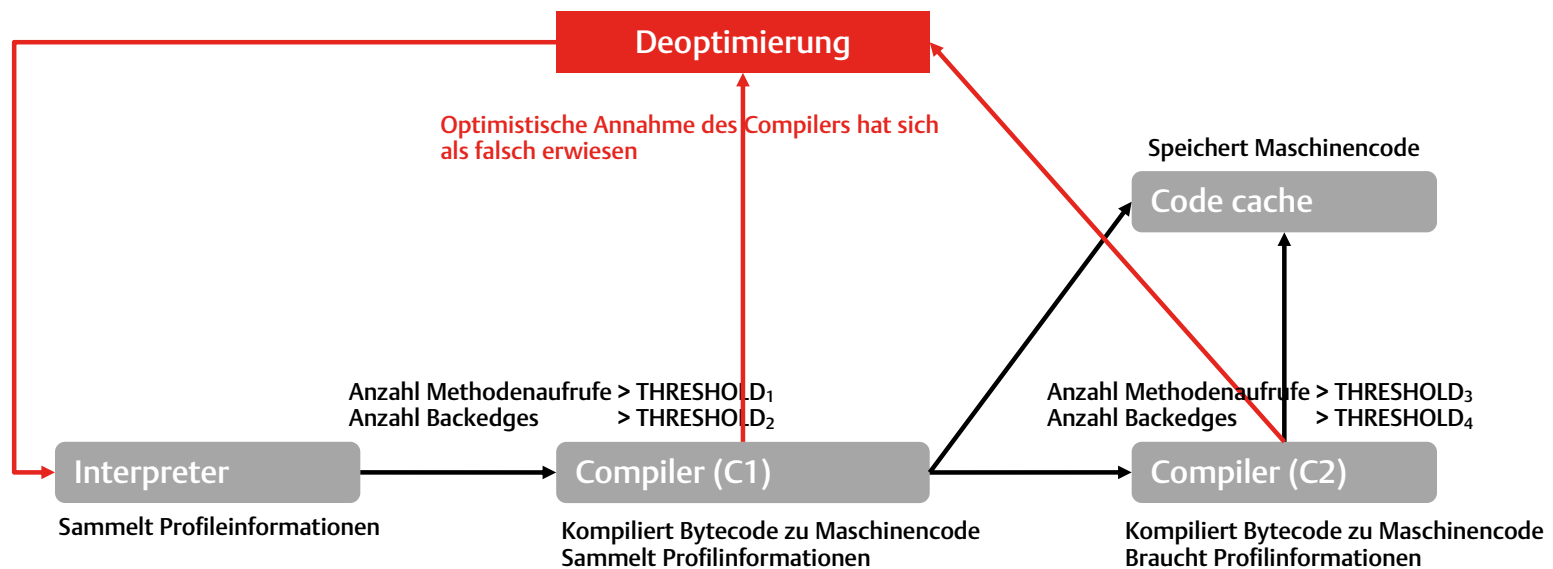 Deoptimierung
Optimistische Annahme des Compilers hat sich
als falsch erwiesen
Speichert Maschinencode
Code cache
Anzahl Methodenaufrufe > THRESHOLD₁
Anzahl Backedges > THRESHOLD₂
Anzahl Methodenaufrufe > THRESHOLD₃
Anzahl Backedges > THRESHOLD₄
Interpreter
Compiler (C1)
Compiler (C2)
Sammelt Profileinformationen
Kompiliert Bytecode zu Maschinencode
Sammelt Profilinformationen
Kompiliert Bytecode zu Maschinencode
Braucht Profilinformationen